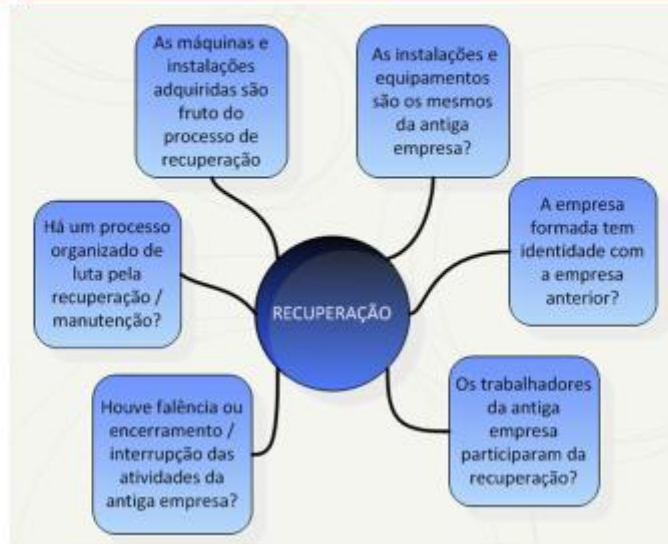 As máquinas e
instalações
adquiridas são
fruto do
processo de
recuperação
As instalações e
equipamentos
são os mesmos
da antiga
empresa?
Há um processo
organizado de
luta pela
recuperação /
manutenção?
RECUPERAÇÃO
A empresa
formada tem
identidade com
a empresa
anterior?
Houve falência ou
encerramento /
interrupção das
atividades da
antiga empresa?
Os trabalhadores
da antiga
empresa
participaram da
recuperação?